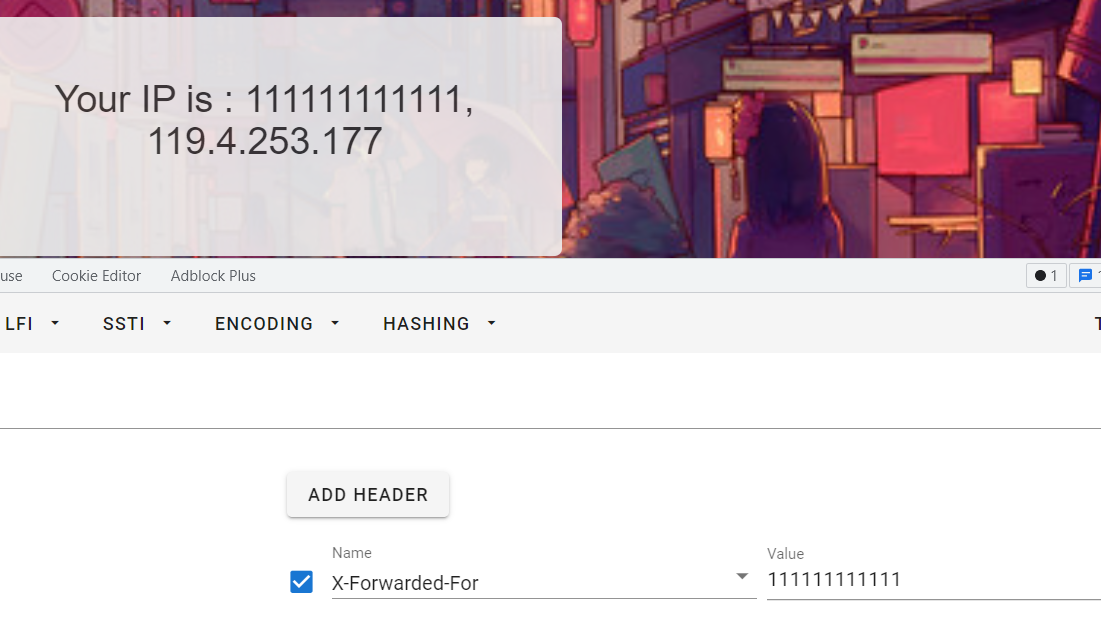 Your IP is : 111111111111,
119.4.253.177
use Cookie Editor Adblock Plus 1
LFI SSTI ENCODING HASHING
ADD HEADER
Name Value
X-Forwarded-For 111111111111